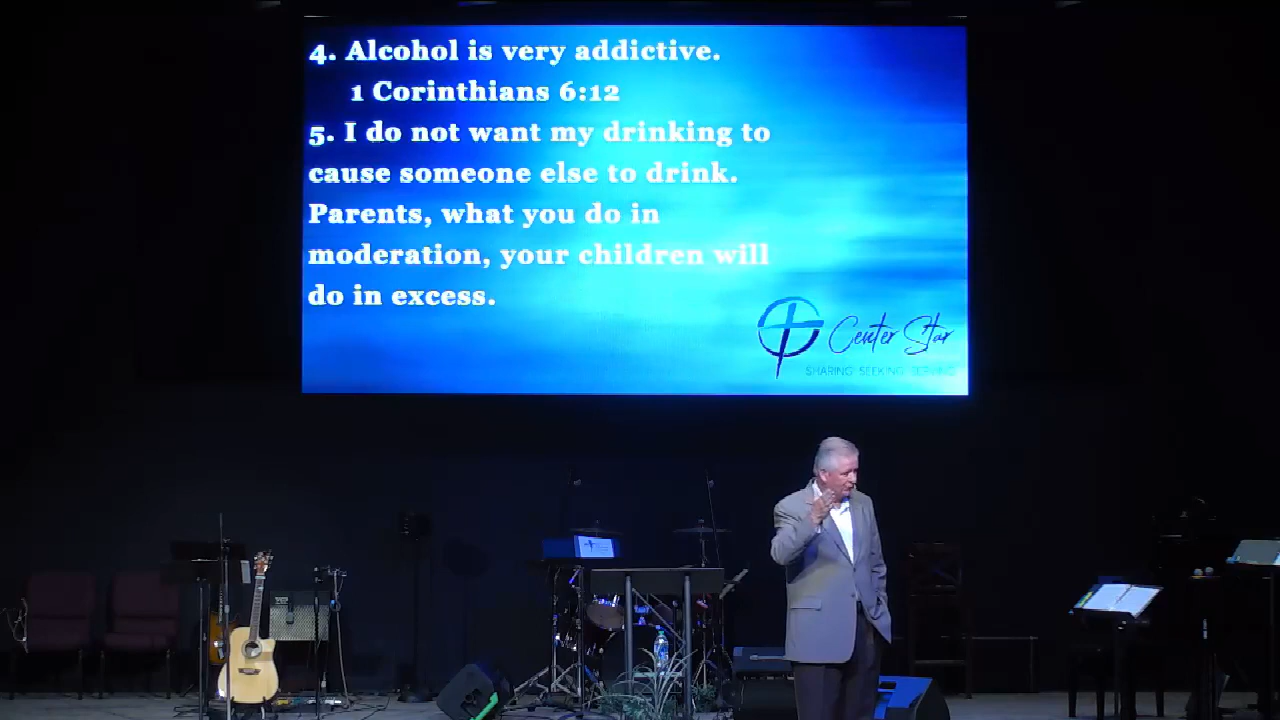 4. Alcohol is very addictive.
1 Corinthians 6:12
5. I do not want my drinking to
cause someone else to drink.
Parents, what you do in
moderation, your children will
do in excess.
Center Star
SHARING SEEKING SERVING